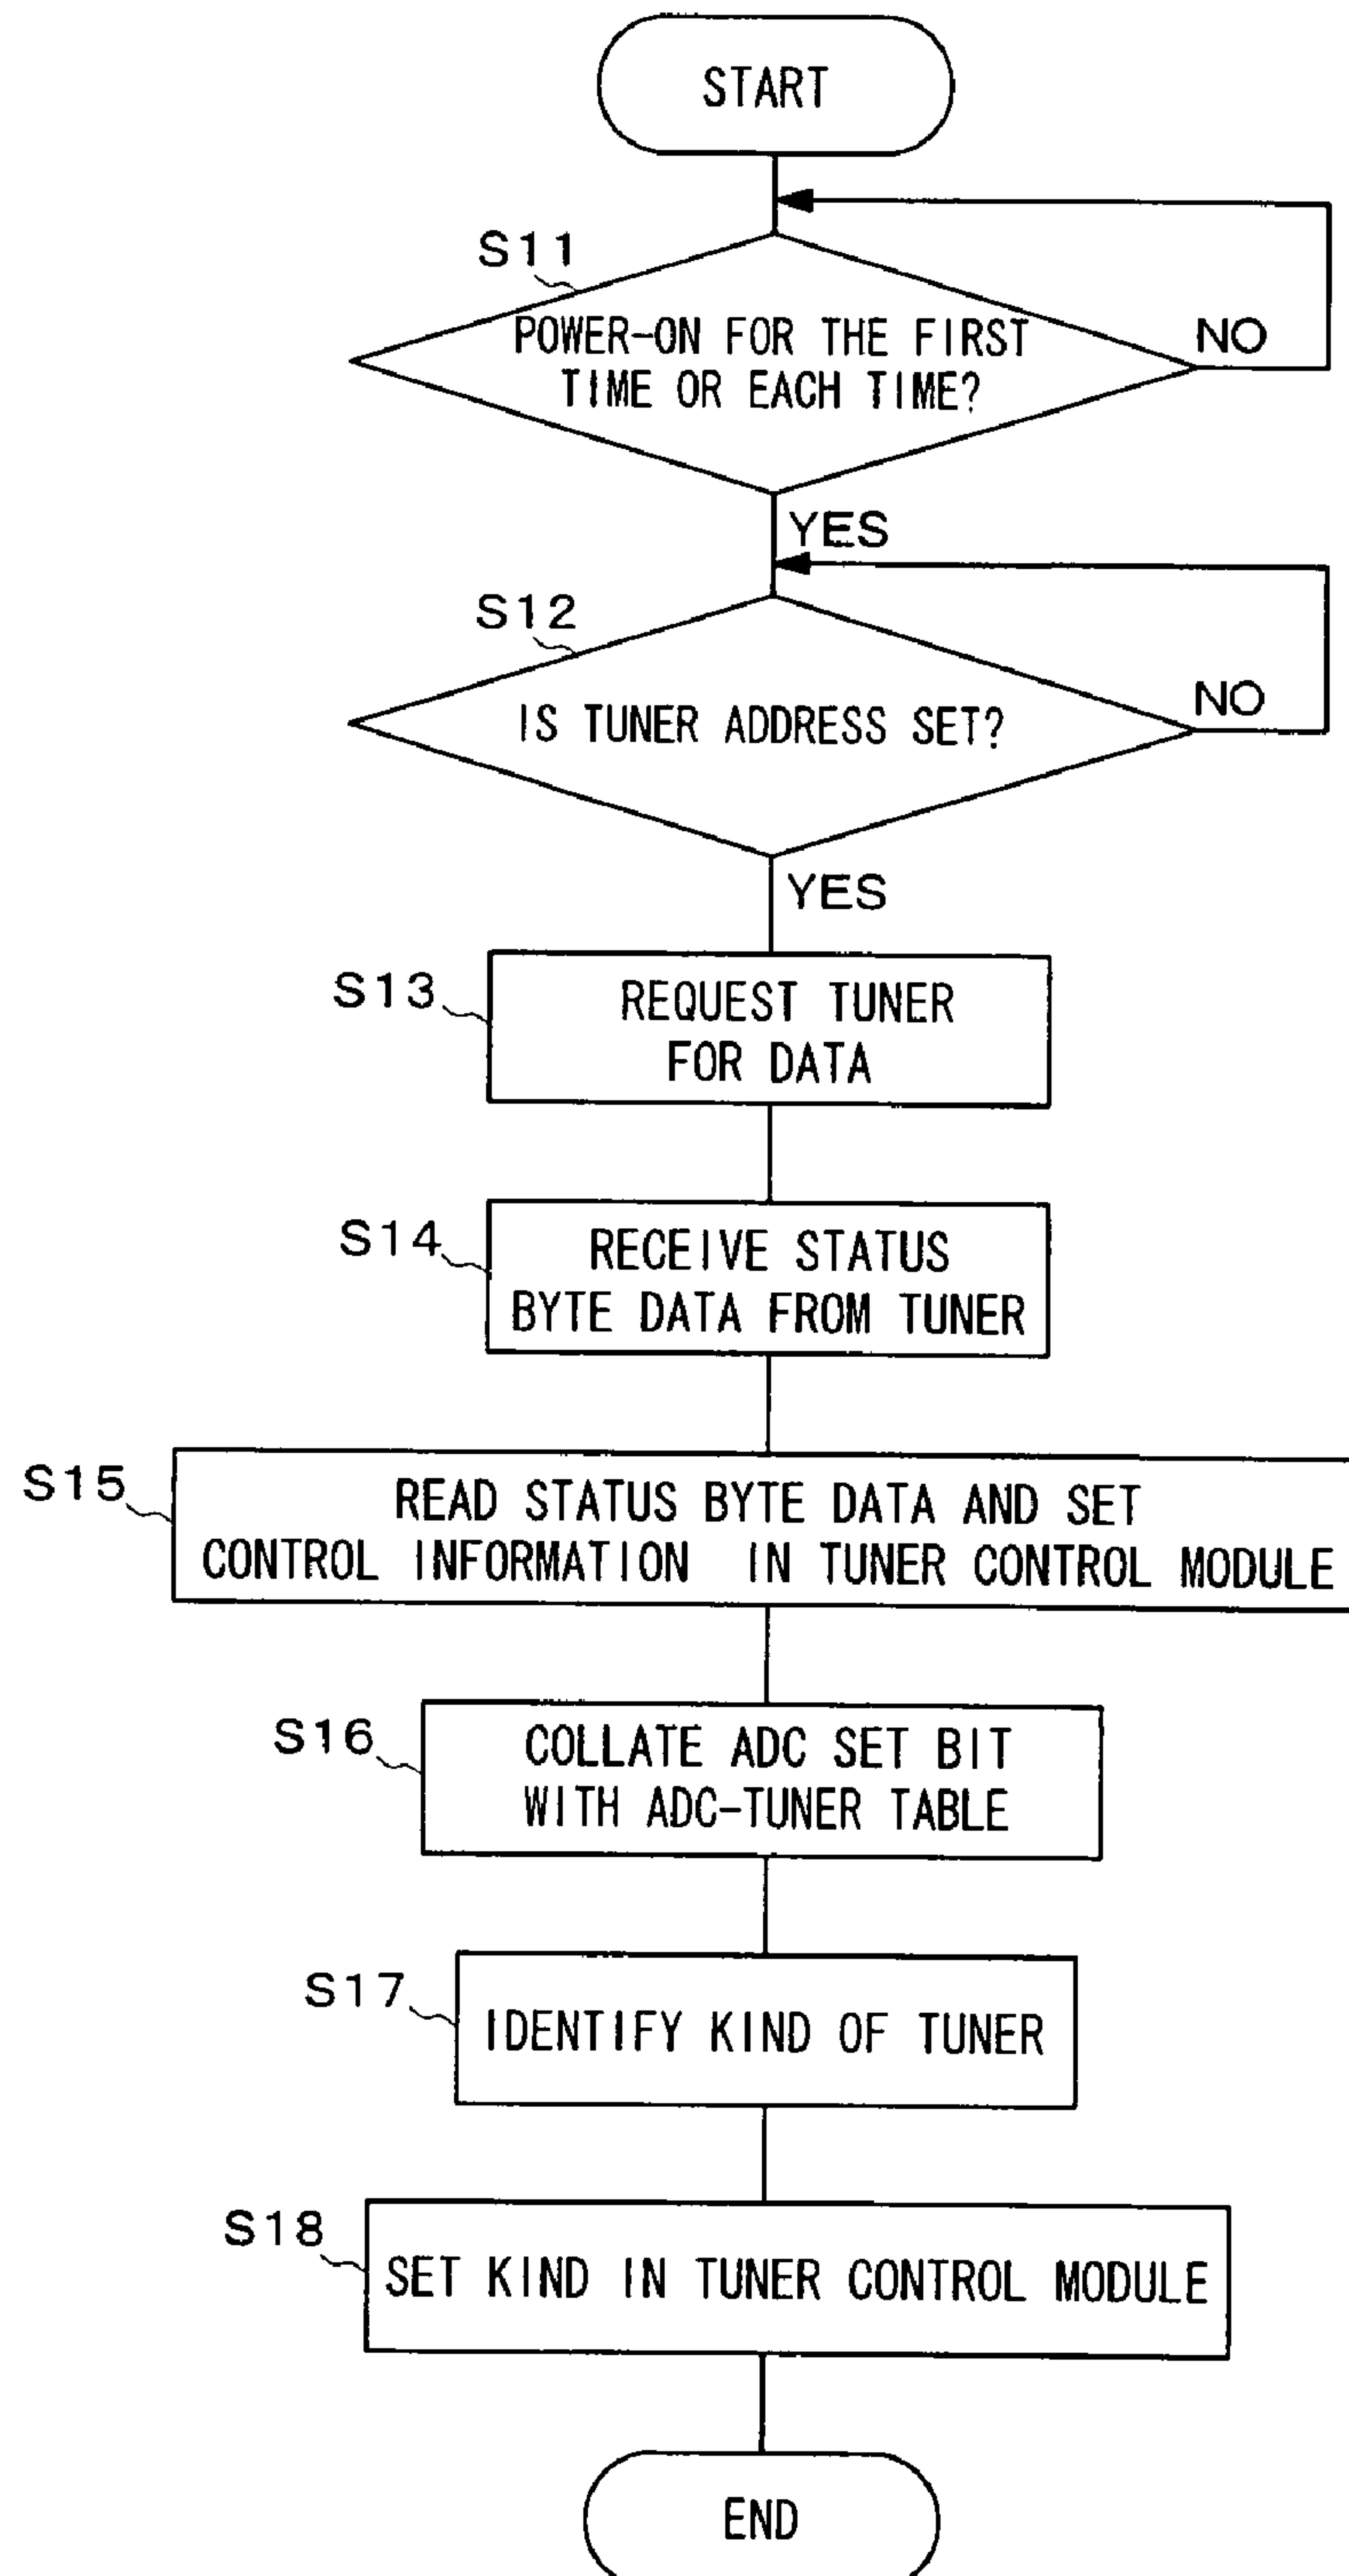 START
S11
POWER-ON FOR THE FIRST
TIME OR EACH TIME?
NO
YES
S12
IS TUNER ADDRESS SET?
NO
YES
S13
REQUEST TUNER
FOR DATA
S14
RECEIVE STATUS
BYTE DATA FROM TUNER
S15
READ STATUS BYTE DATA AND SET
CONTROL INFORMATION IN TUNER CONTROL MODULE
S16
COLLATE ADC SET BIT
WITH ADC-TUNER TABLE
S17
IDENTIFY KIND OF TUNER
S18
SET KIND IN TUNER CONTROL MODULE
END